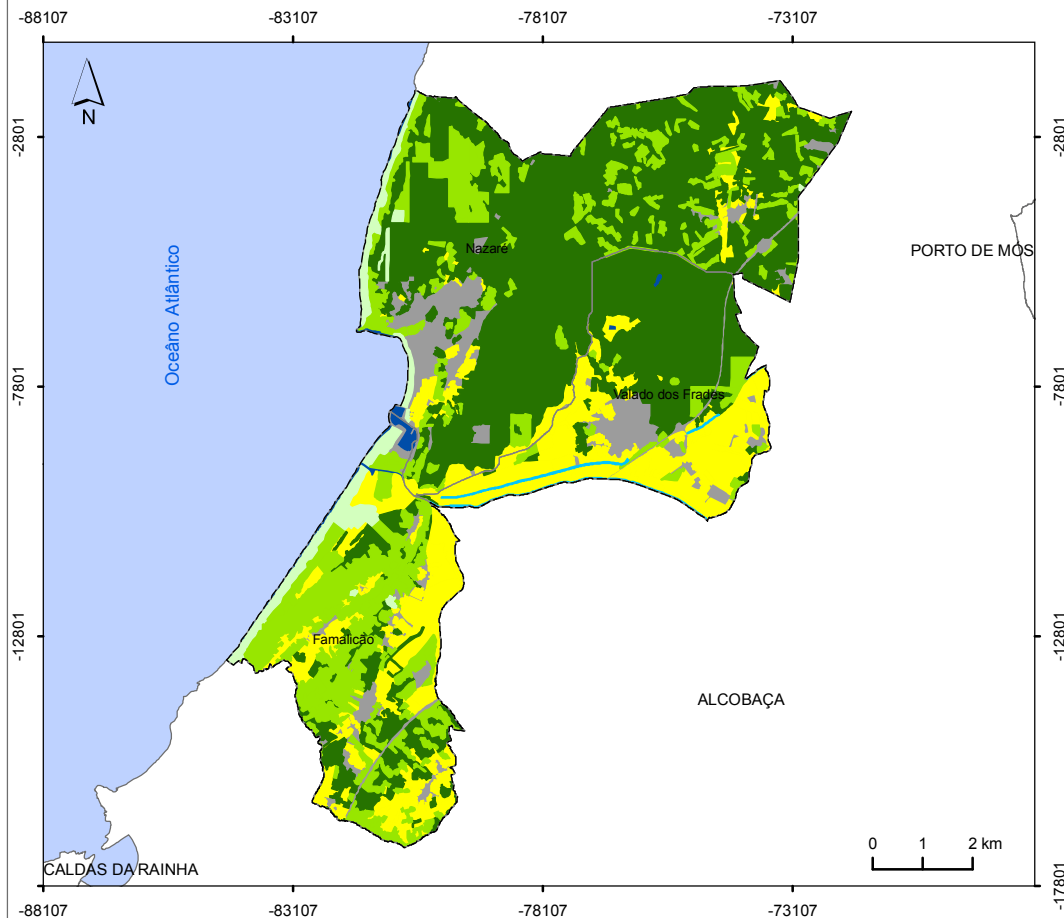 -88107
-83107
-78107
-73107
N
-2801
-2801
Nazaré
PORTO DE MÓS
Oceâno Atlântico
-7801
-7801
Valado dos Frades
-12801
-12801
Famalicão
ALCOBAÇA
0 1 2 km
CALDAS DA RAINHA
-17801
-88107
-83107
-78107
-73107